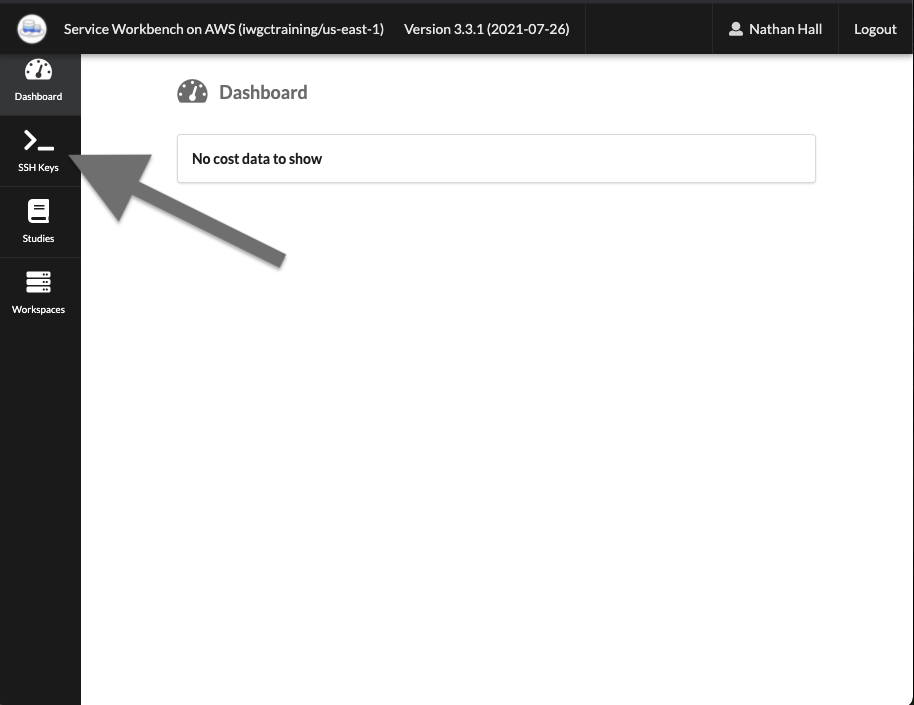 Service Workbench on AWS (iwgctraining/us-east-1) Version 3.3.1 (2021-07-26) Nathan Hall Logout
Dashboard
SSH Keys
Studies
Workspaces
Dashboard
No cost data to show